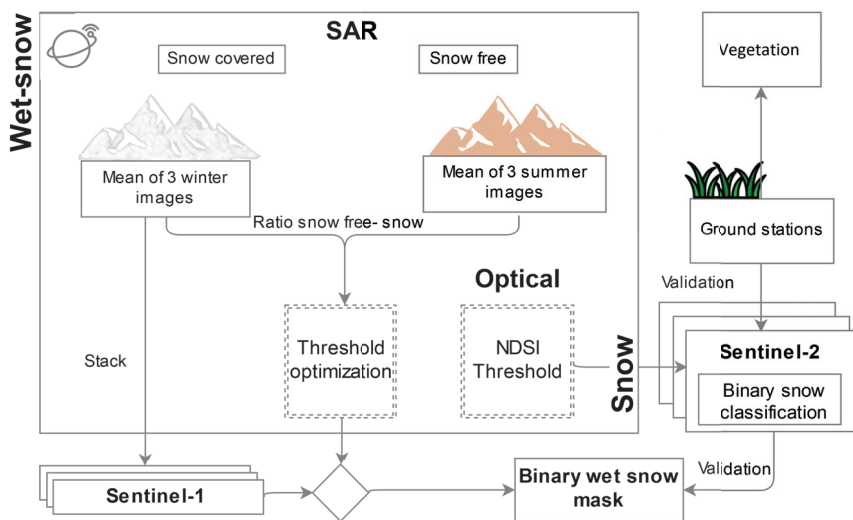 Wet-snow
SAR
Snow covered
Snow free
Vegetation
Mean of 3 winter
images
Mean of 3 summer
images
Ratio snow free- snow
Ground stations
Validation
Optical
Stack
Threshold
optimization
NDSI
Threshold
Snow
Sentinel-2
Binary snow
classification
Validation
Sentinel-1
Binary wet snow
mask